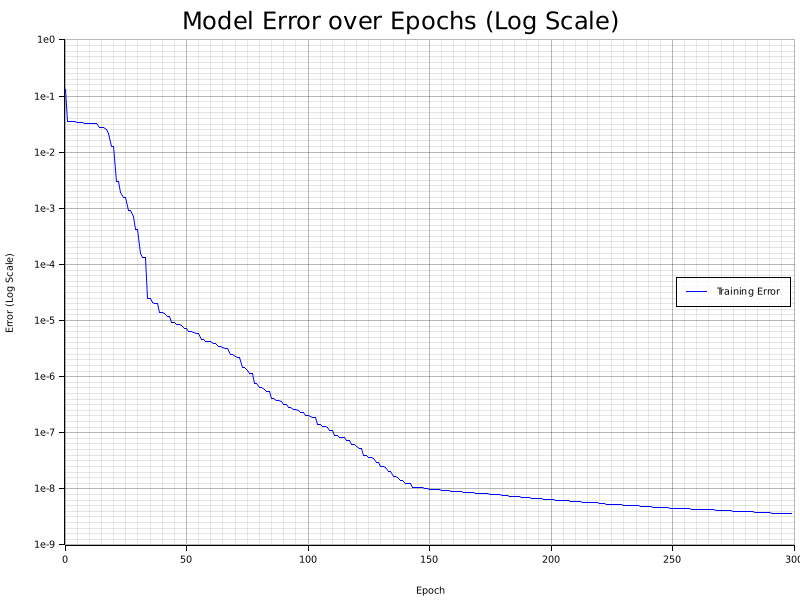 Model Error over Epochs (Log Scale)
1e0
1e-1
1e-2
1e-3
1e-4
1e-5
1e-6
1e-7
1e-8
1e-9
Error (Log Scale)
Training Error
0 50 100 150 200 250 300
Epoch